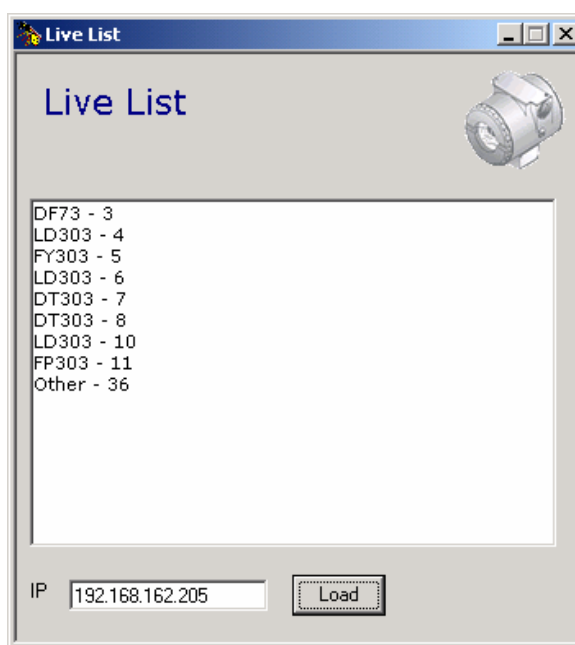 Live List
Live List
DF73 - 3
LD303 - 4
FY303 - 5
LD303 - 6
DT303 - 7
DT303 - 8
LD303 - 10
FP303 - 11
Other - 36
IP 192.168.162.205 Load